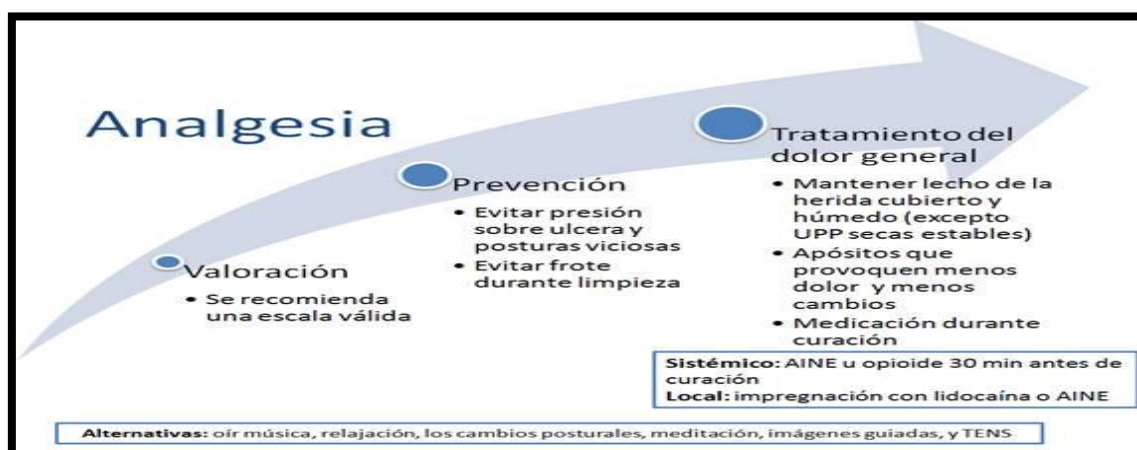 Analgesia
Valoración
• Se recomienda
una escala válida
Prevención
• Evitar presión
sobre ulcera y
posturas viciosas
• Evitar frote
durante limpieza
Tratamiento del
dolor general
• Mantener lecho de la
herida cubierto y
húmedo (excepto
UPP secas estables)
• Apósitos que
provoquen menos
dolor y menos
cambios
• Medicación durante
curación
Sistémico: AINE u opioide 30 min antes de
curación
Local: impregnación con lidocaína o AINE
Alternativas: oír música, relajación, los cambios posturales, meditación, imágenes guiadas, y TENS